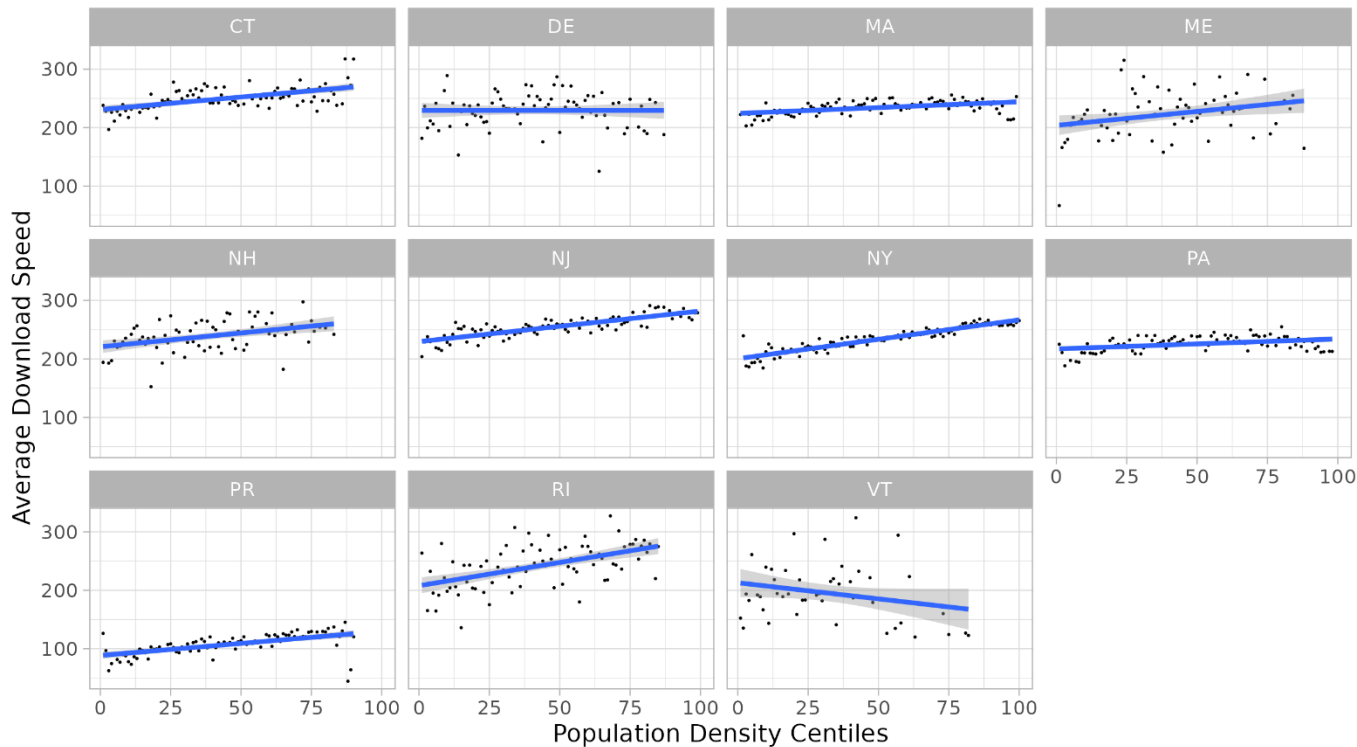 CT DE MA ME
300
200
100
NH NJ NY PA
300
200
100
0 25 50 75 100
PR RI VT
300
200
100
0 25 50 75 100 0 25 50 75 100 0 25 50 75 100
Average Download Speed
Population Density Centiles